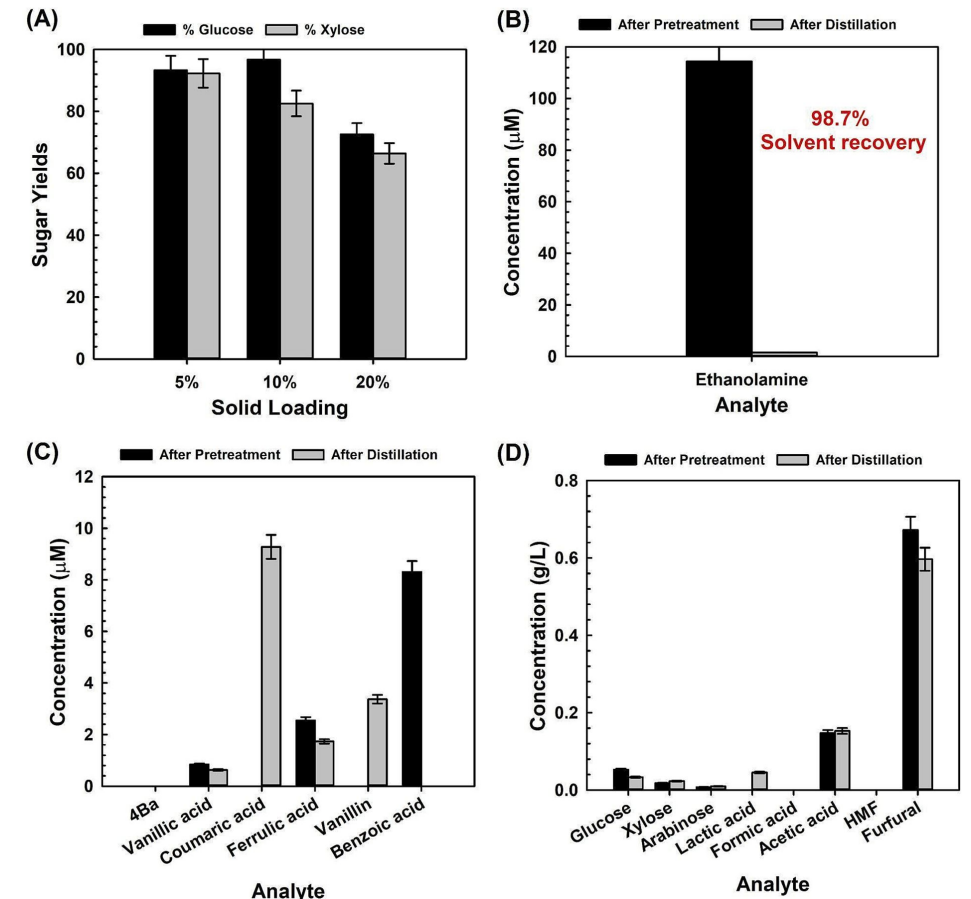 (A)
% Glucose % Xylose
100
80
60
40
20
0
Sugar Yields
5% 10% 20%
Solid Loading
(B)
After Pretreatment After Distillation
120
100
80
60
40
20
0
Concentration (µM)
98.7%
Solvent recovery
Ethanolamine
Analyte
(C)
After Pretreatment After Distillation
12
10
8
6
4
2
0
Concentration (µM)
4Ba
Vanillic acid
Coumaric acid
Ferrulic acid
Vanillin
Benzoic acid
Analyte
(D)
After Pretreatment After Distillation
0.8
0.6
0.4
0.2
0.0
Concentration (g/L)
Glucose
Xylose
Arabinose
Lactic acid
Formic acid
Acetic acid
HMF
Furfural
Analyte